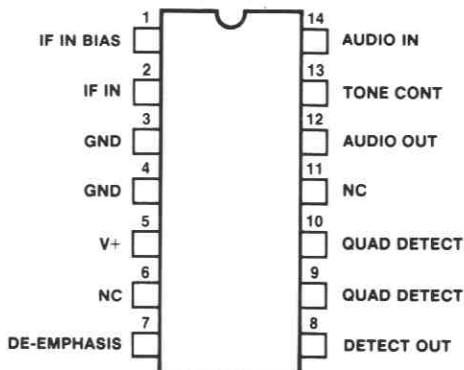 1 14
IF IN BIAS AUDIO IN
2 13
IF IN TONE CONT
3 12
GND AUDIO OUT
4 11
GND NC
5 10
V+ QUAD DETECT
6 9
NC QUAD DETECT
7 8
DE-EMPHASIS DETECT OUT